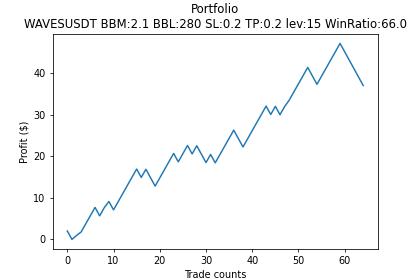 Portfolio
WAVESUSDT BBM:2.1 BBL:280 SL:0.2 TP:0.2 lev:15 WinRatio:66.0
Profit ($)
40
30
20
10
0
0 10 20 30 40 50 60
Trade counts